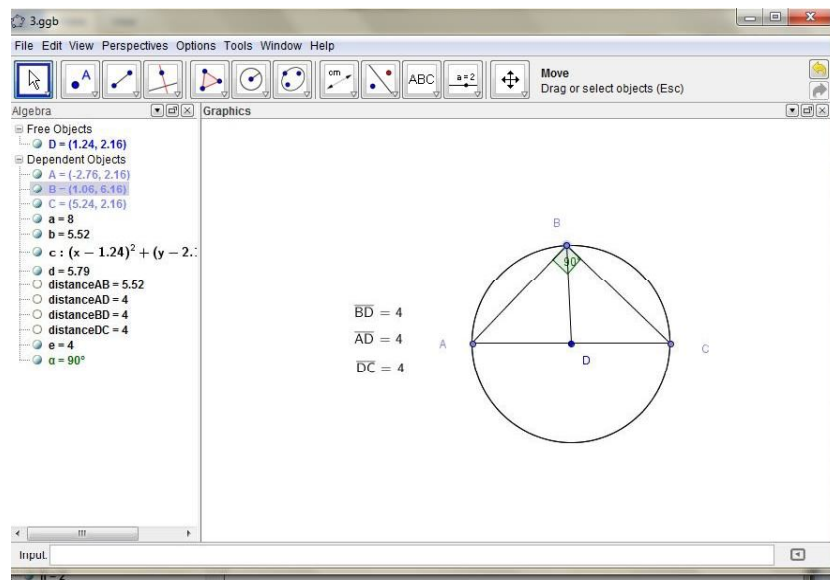 3.ggb
File Edit View Perspectives Options Tools Window Help
A
cm
ABC
a=2
Move
Drag or select objects (Esc)
Algebra
Graphics
Free Objects
D = (1.24, 2.16)
Dependent Objects
A = (-2.76, 2.16)
B = (1.06, 6.16)
C = (5.24, 2.16)
a = 8
b = 5.52
c : (x − 1.24)² + (y − 2.
d = 5.79
distanceAB = 5.52
distanceAD = 4
distanceBD = 4
distanceDC = 4
e = 4
α = 90°
B
90°
BD = 4
AD = 4
DC = 4
A
D
C
Input: